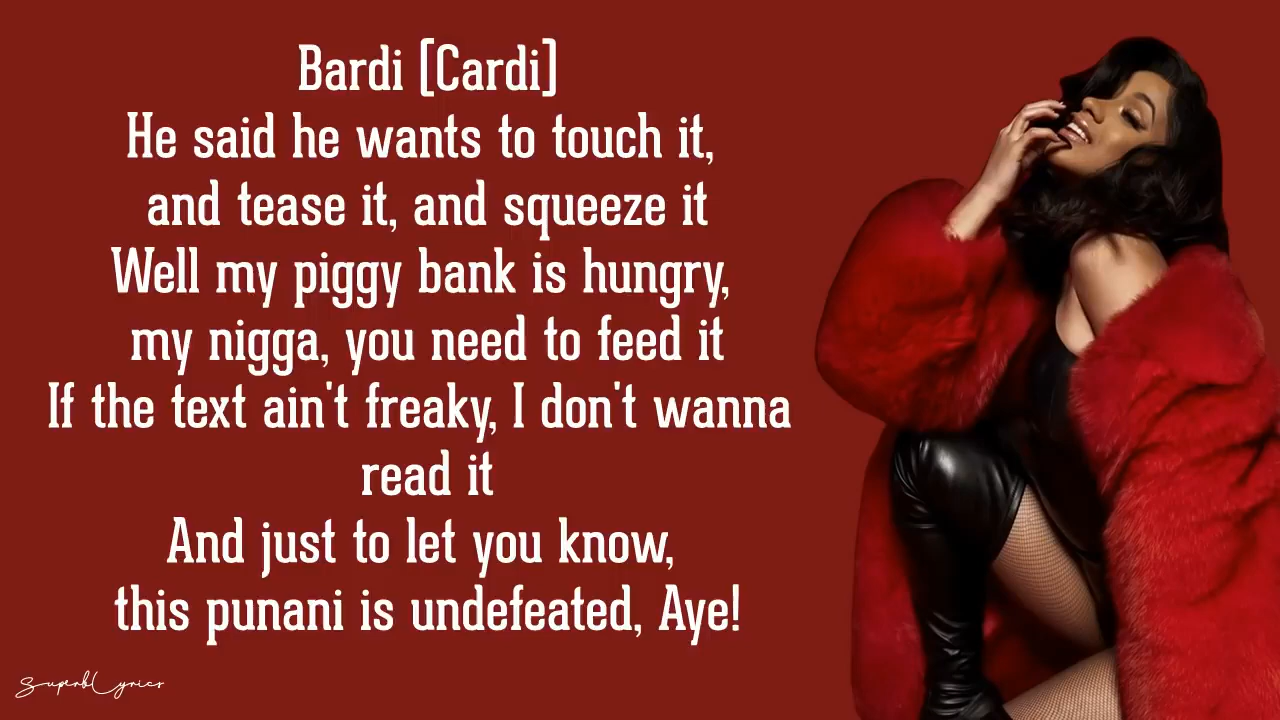 Bardi [Cardi]
He said he wants to touch it,
and tease it, and squeeze it
Well my piggy bank is hungry,
my nigga, you need to feed it
If the text ain't freaky, I don't wanna
read it
And just to let you know,
this punani is undefeated, Aye!
SuperbLyrics